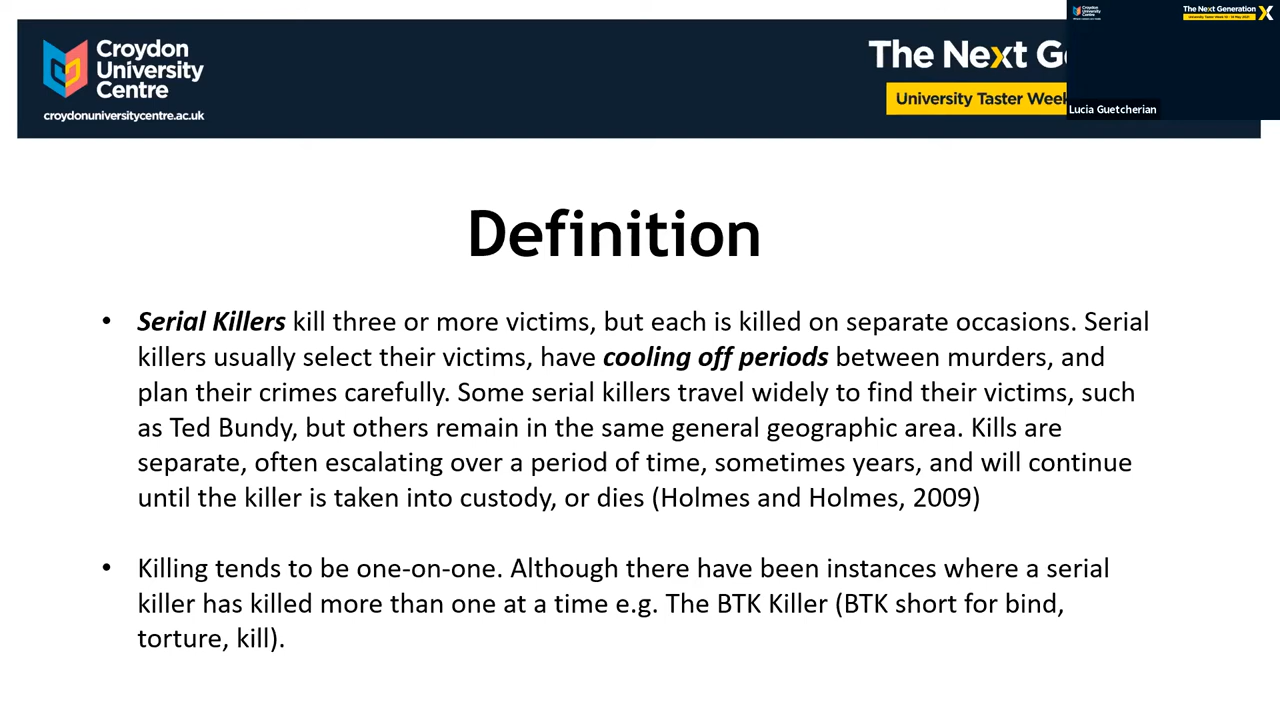 Croydon
University
Centre
croydonuniversitycentre.ac.uk
The Next Ge
University Taster Week
The Next Generation
Lucia Guetcherian
Definition
• Serial Killers kill three or more victims, but each is killed on separate occasions. Serial
killers usually select their victims, have cooling off periods between murders, and
plan their crimes carefully. Some serial killers travel widely to find their victims, such
as Ted Bundy, but others remain in the same general geographic area. Kills are
separate, often escalating over a period of time, sometimes years, and will continue
until the killer is taken into custody, or dies (Holmes and Holmes, 2009)
• Killing tends to be one-on-one. Although there have been instances where a serial
killer has killed more than one at a time e.g. The BTK Killer (BTK short for bind,
torture, kill).